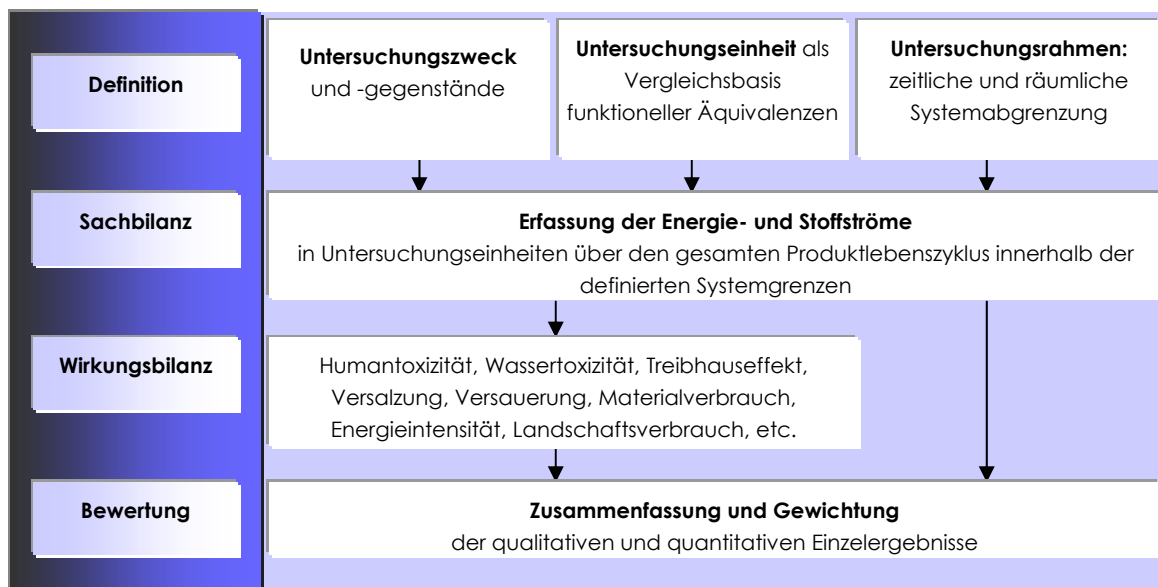 Definition
Untersuchungszweck
und -gegenstände
Untersuchungseinheit als
Vergleichsbasis
funktioneller Äquivalenzen
Untersuchungsrahmen:
zeitliche und räumliche
Systemabgrenzung
Sachbilanz
Erfassung der Energie- und Stoffströme
in Untersuchungseinheiten über den gesamten Produktlebenszyklus innerhalb der
definierten Systemgrenzen
Wirkungsbilanz
Humantoxizität, Wassertoxizität, Treibhauseffekt,
Versalzung, Versauerung, Materialverbrauch,
Energieintensität, Landschaftsverbrauch, etc.
Bewertung
Zusammenfassung und Gewichtung
der qualitativen und quantitativen Einzelergebnisse